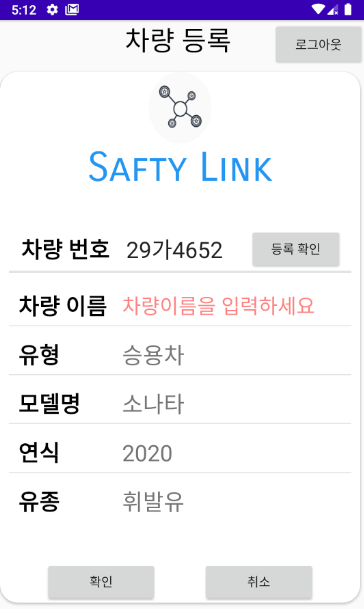 5:12
차량 등록
로그아웃
SAFTY LINK
차량 번호 29가4652 등록 확인
차량 이름 차량이름을 입력하세요
유형 승용차
모델명 소나타
연식 2020
유종 휘발유
확인 취소